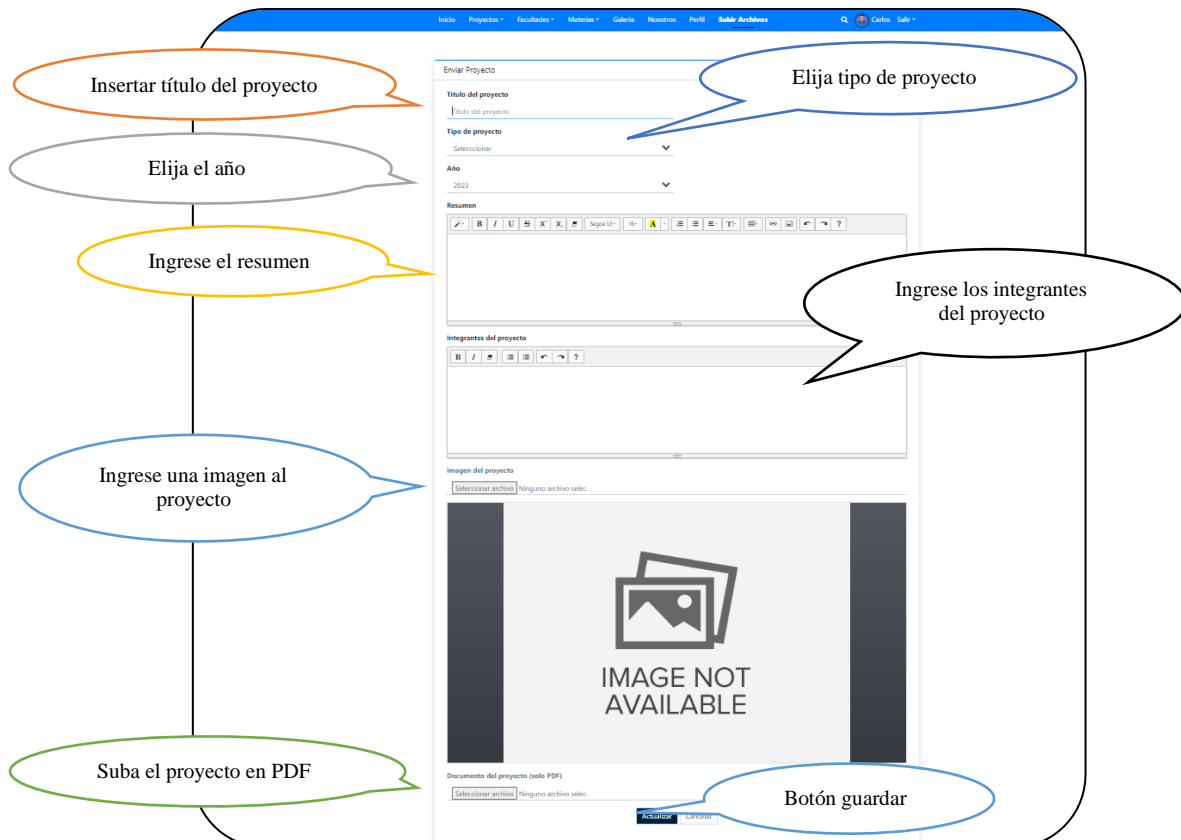 Inicio Proyectos Facultades Materias Galeria Nosotros Perfil Subir Archivos Carlos Salir
Enviar Proyecto
Insertar título del proyecto
Elija tipo de proyecto
Título del proyecto
Título del proyecto
Tipo de proyecto
Selecccionar
Elija el año
Año
2023
Resumen
B I U S X² X₂ Segoe UI 16 A T ?
Ingrese el resumen
Ingrese los integrantes
del proyecto
Integrantes del proyecto
B I ?
Ingrese una imagen al
proyecto
Imagen del proyecto
Seleccionar archivo Ninguno archivo selec.
IMAGE NOT
AVAILABLE
Suba el proyecto en PDF
Documento del proyecto (solo PDF)
Seleccionar archivo Ninguno archivo selec.
Botón guardar
Actualizar Cancelar